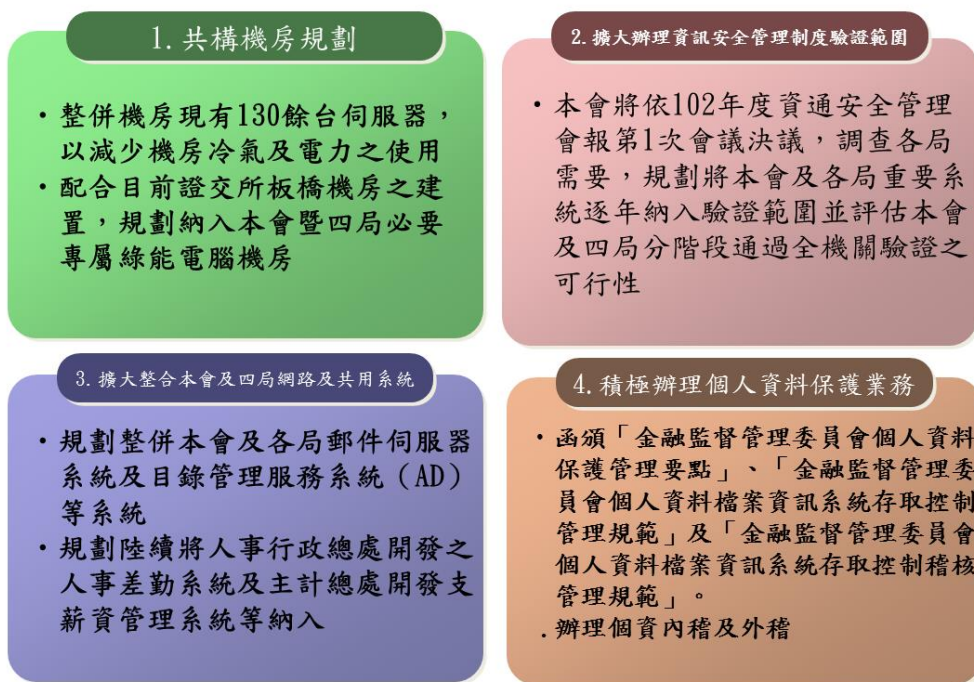 1. 共構機房規劃
• 整併機房現有130餘台伺服器，
以減少機房冷氣及電力之使用
• 配合目前證交所板橋機房之建
置，規劃納入本會暨四局必要
專屬綠能電腦機房
2. 擴大辦理資訊安全管理制度驗證範圍
• 本會將依102年度資通安全管理
會報第1次會議決議，調查各局
需要，規劃將本會及各局重要系
統逐年納入驗證範圍並評估本會
及四局分階段通過全機關驗證之
可行性
3. 擴大整合本會及四局網路及共用系統
• 規劃整併本會及各局郵件伺服器
系統及目錄管理服務系統（AD）
等系統
• 規劃陸續將人事行政總處開發之
人事差勤系統及主計總處開發支
薪資管理系統等納入
4. 積極辦理個人資料保護業務
• 函頒「金融監督管理委員會個人資料
保護管理要點」、「金融監督管理委
員會個人資料檔案資訊系統存取控制
管理規範」及「金融監督管理委員會
個人資料檔案資訊系統存取控制稽核
管理規範」。
. 辦理個資內稽及外稽